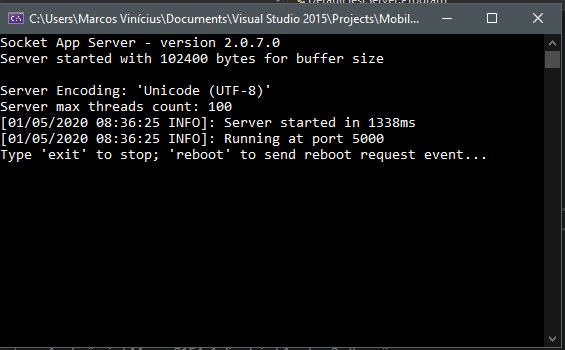 C:\Users\Marcos Vinícius\Documents\Visual Studio 2015\Projects\Mobil...
Socket App Server - version 2.0.7.0
Server started with 102400 bytes for buffer size
Server Encoding: 'Unicode (UTF-8)'
Server max threads count: 100
[01/05/2020 08:36:25 INFO]: Server started in 1338ms
[01/05/2020 08:36:25 INFO]: Running at port 5000
Type 'exit' to stop; 'reboot' to send reboot request event...